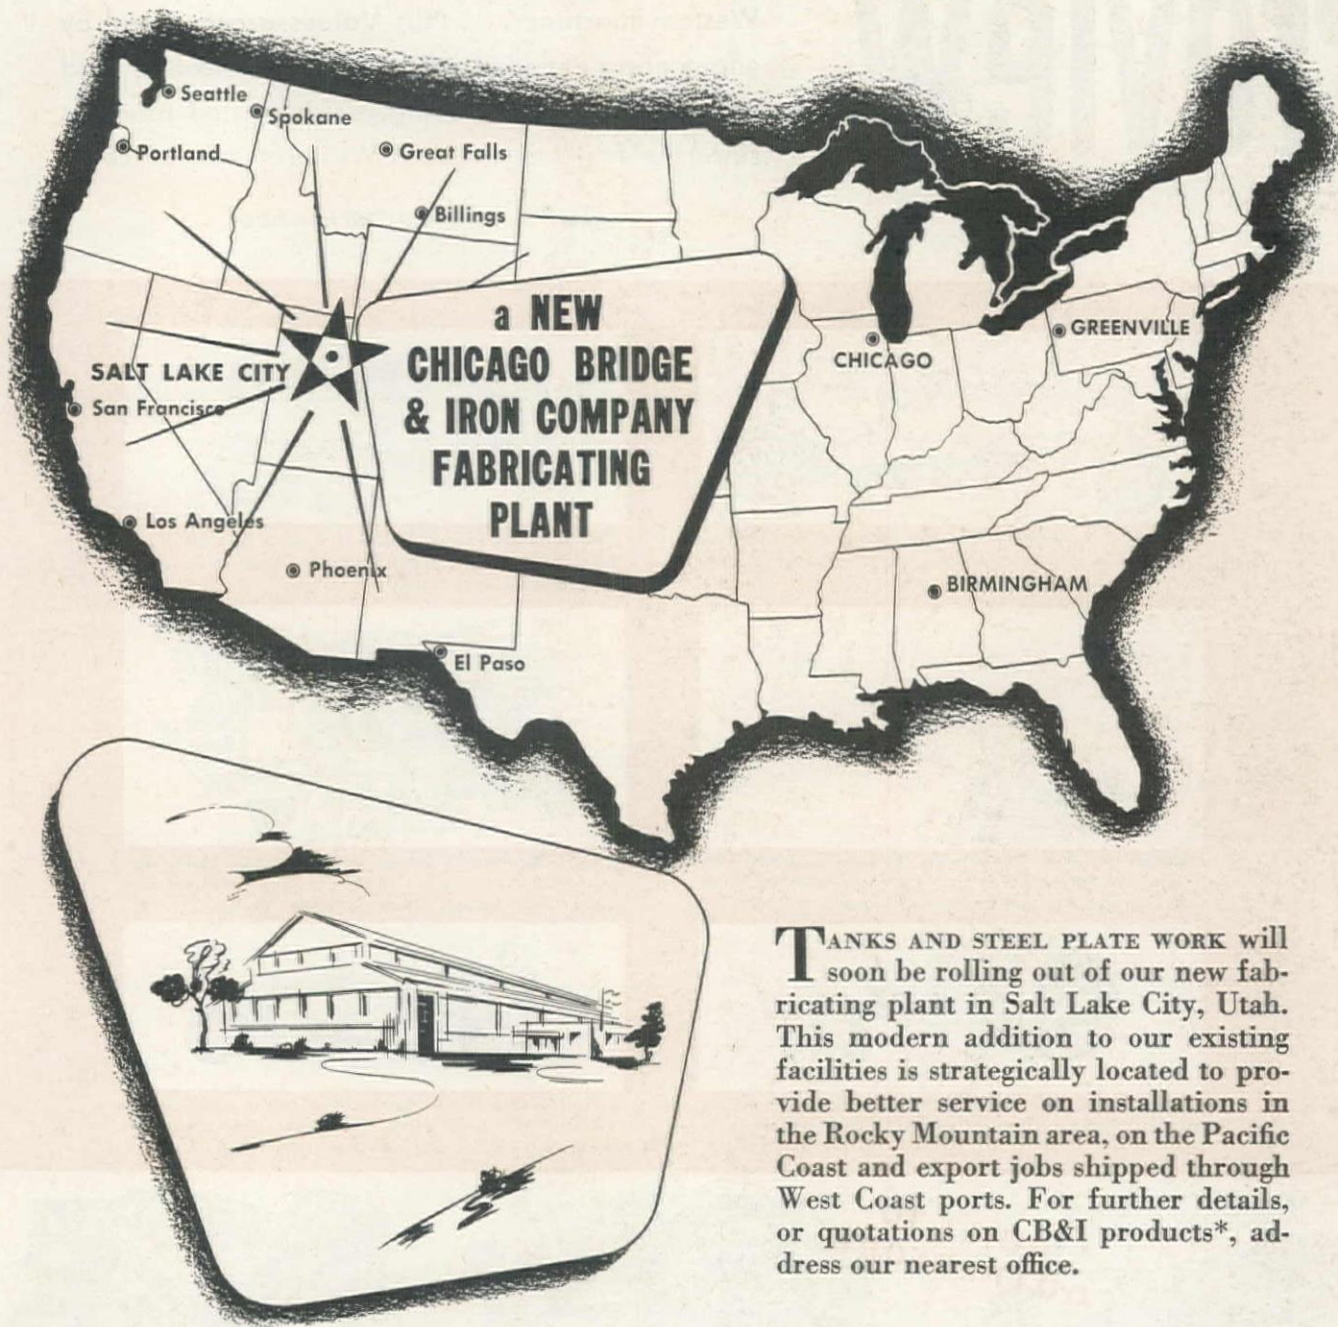 Seattle
Spokane
Portland
Great Falls
Billings
a NEW
CHICAGO BRIDGE
& IRON COMPANY
FABRICATING
PLANT
SALT LAKE CITY
San Francisco
Los Angeles
Phoenix
El Paso
CHICAGO
GREENVILLE
BIRMINGHAM
TANKS AND STEEL PLATE WORK will
soon be rolling out of our new fab-
ricating plant in Salt Lake City, Utah.
This modern addition to our existing
facilities is strategically located to pro-
vide better service on installations in
the Rocky Mountain area, on the Pacific
Coast and export jobs shipped through
West Coast ports. For further details,
or quotations on CB&I products*, ad-
dress our nearest office.